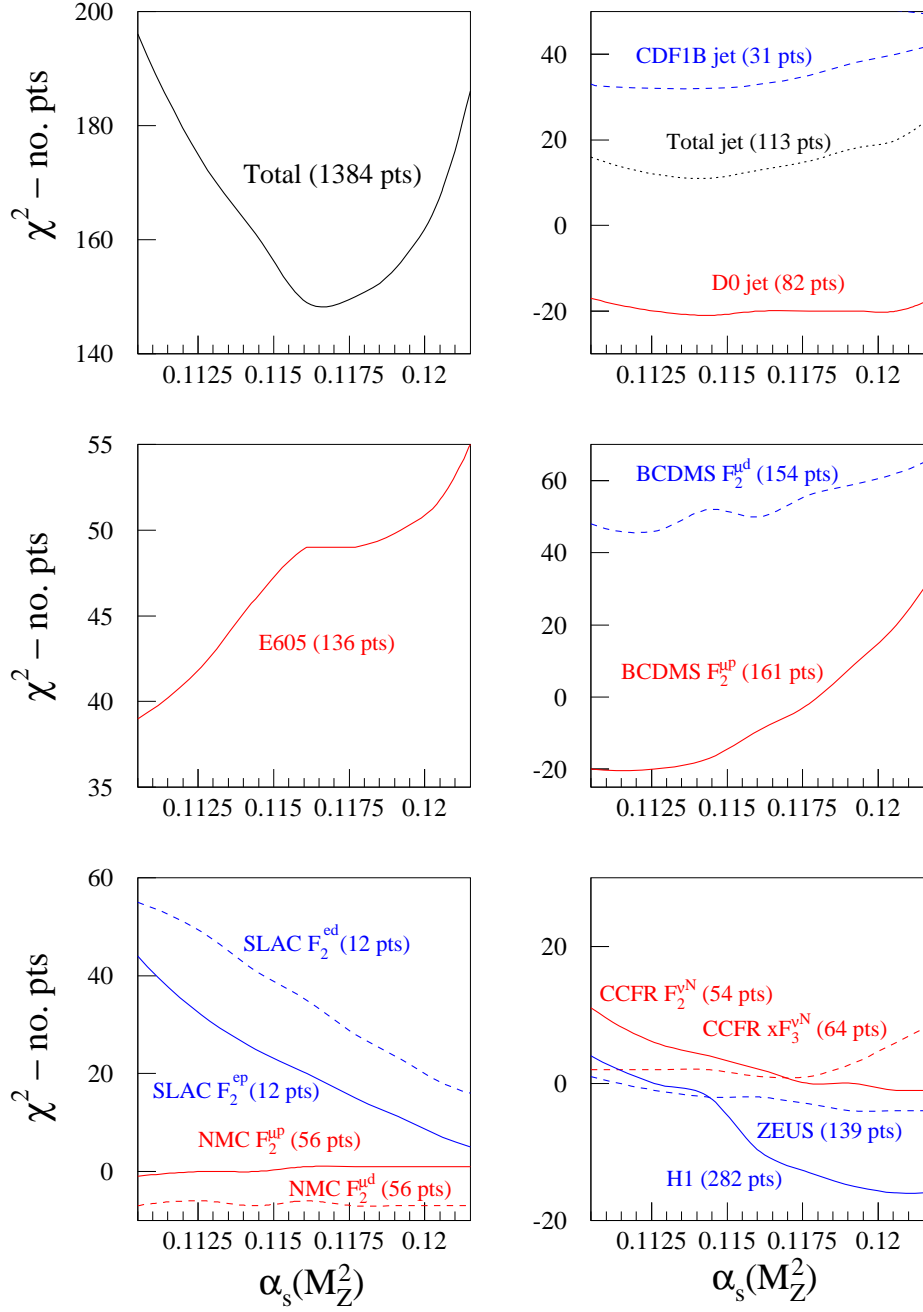 χ² – no. pts
200
180
160
140
Total (1384 pts)
0.1125 0.115 0.1175 0.12
40
20
0
-20
CDF1B jet (31 pts)
Total jet (113 pts)
D0 jet (82 pts)
0.1125 0.115 0.1175 0.12
χ² – no. pts
55
50
45
40
35
E605 (136 pts)
0.1125 0.115 0.1175 0.12
60
40
20
0
-20
BCDMS F₂^μd (154 pts)
BCDMS F₂^μp (161 pts)
0.1125 0.115 0.1175 0.12
χ² – no. pts
60
40
20
0
SLAC F₂^ed (12 pts)
SLAC F₂^ep (12 pts)
NMC F₂^μp (56 pts)
NMC F₂^μd (56 pts)
0.1125 0.115 0.1175 0.12
αs(M²Z)
20
0
-20
CCFR F₂^νN (54 pts)
CCFR xF₃^νN (64 pts)
ZEUS (139 pts)
H1 (282 pts)
0.1125 0.115 0.1175 0.12
αs(M²Z)